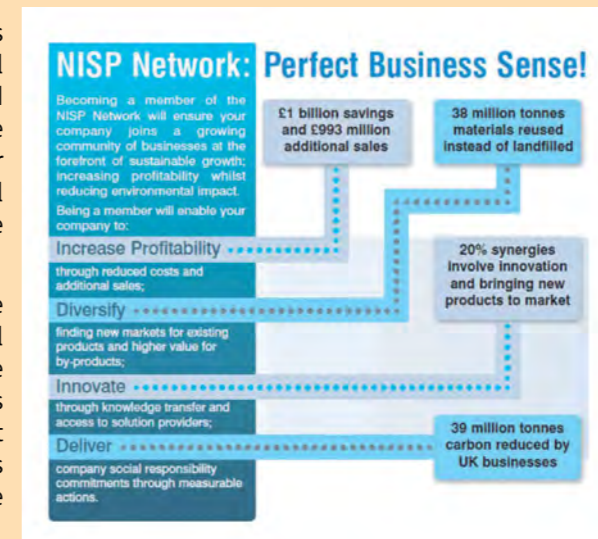 NISP Network: Perfect Business Sense!
Becoming a member of the
NISP Network will ensure your
company joins a growing
community of businesses at the
forefront of sustainable growth;
increasing profitability whilst
reducing environmental impact.
Being a member will enable your
company to:
Increase Profitability
through reduced costs and
additional sales;
Diversify
finding new markets for existing
products and higher value for
by-products;
Innovate
through knowledge transfer and
access to solution providers;
Deliver
company social responsibility
commitments through measurable
actions.
£1 billion savings
and £993 million
additional sales
38 million tonnes
materials reused
instead of landfilled
20% synergies
involve innovation
and bringing new
products to market
39 million tonnes
carbon reduced by
UK businesses